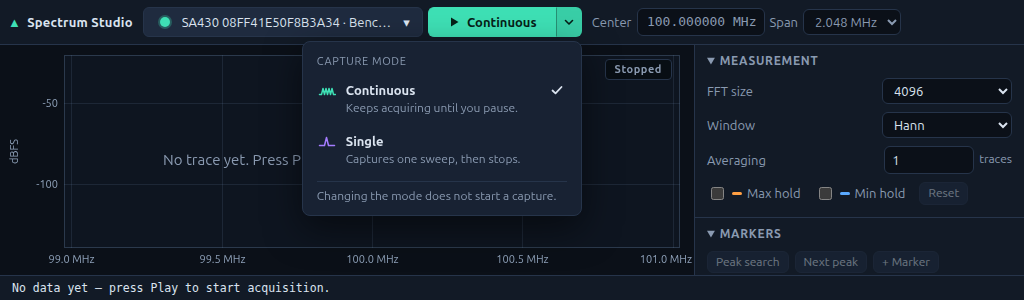 Spectrum Studio
SA430 08FF41E50F8B3A34 · Benc…
Continuous
Center 100.000000 MHz
Span 2.048 MHz
CAPTURE MODE
Continuous
Keeps acquiring until you pause.
Single
Captures one sweep, then stops.
Changing the mode does not start a capture.
Stopped
-50
dBFS
No trace yet. Press P
-100
99.0 MHz 99.5 MHz 100.0 MHz 100.5 MHz 101.0 MHz
MEASUREMENT
FFT size 4096
Window Hann
Averaging 1 traces
Max hold Min hold Reset
MARKERS
Peak search Next peak + Marker
No data yet — press Play to start acquisition.